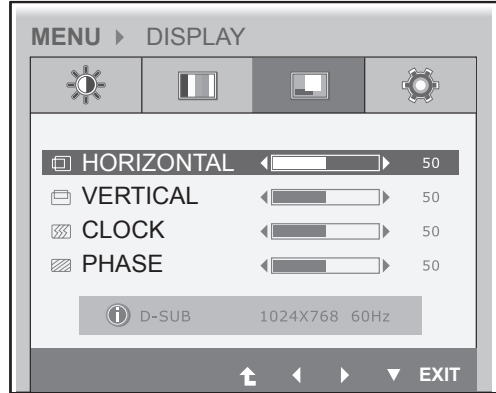 MENU DISPLAY
HORIZONTAL 50
VERTICAL 50
CLOCK 50
PHASE 50
D-SUB 1024X768 60Hz
EXIT